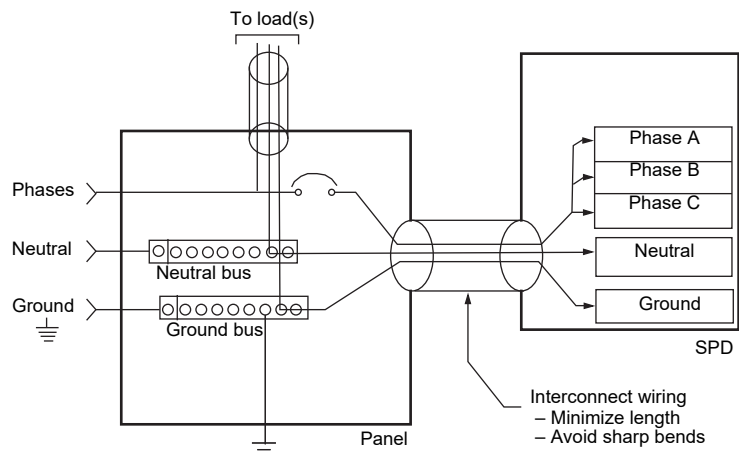 To load(s)
Phases
Neutral
Neutral bus
Ground
Ground bus
Panel
Phase A
Phase B
Phase C
Neutral
Ground
SPD
Interconnect wiring
– Minimize length
– Avoid sharp bends